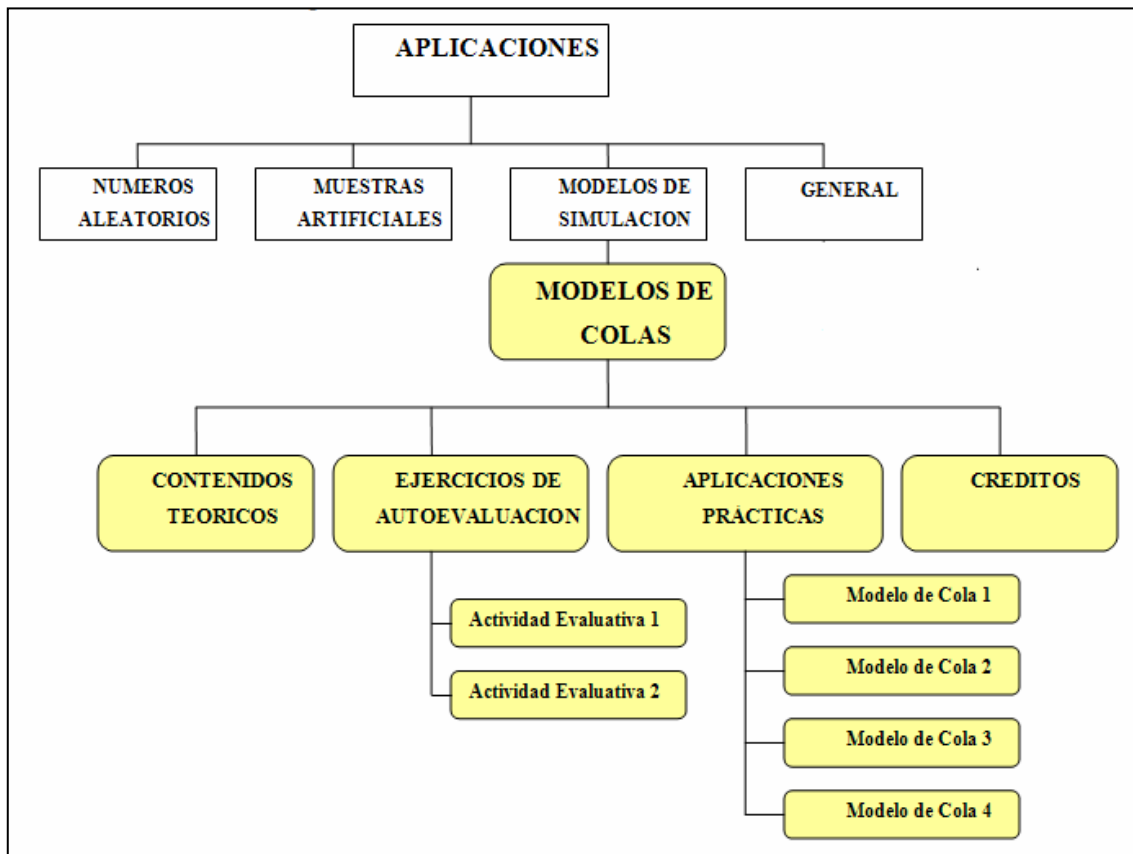 APLICACIONES
NUMEROS
ALEATORIOS
MUESTRAS
ARTIFICIALES
MODELOS DE
SIMULACION
GENERAL
MODELOS DE
COLAS
CONTENIDOS
TEORICOS
EJERCICIOS DE
AUTOEVALUACION
APLICACIONES
PRÀCTICAS
CREDITOS
Actividad Evaluativa 1
Actividad Evaluativa 2
Modelo de Cola 1
Modelo de Cola 2
Modelo de Cola 3
Modelo de Cola 4